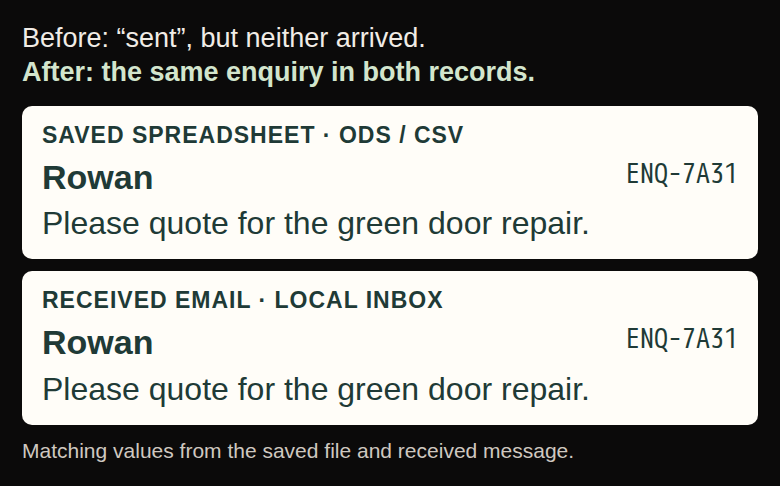 Before: “sent”, but neither arrived.
After: the same enquiry in both records.
SAVED SPREADSHEET · ODS / CSV
Rowan
ENQ-7A31
Please quote for the green door repair.
RECEIVED EMAIL · LOCAL INBOX
Rowan
ENQ-7A31
Please quote for the green door repair.
Matching values from the saved file and received message.